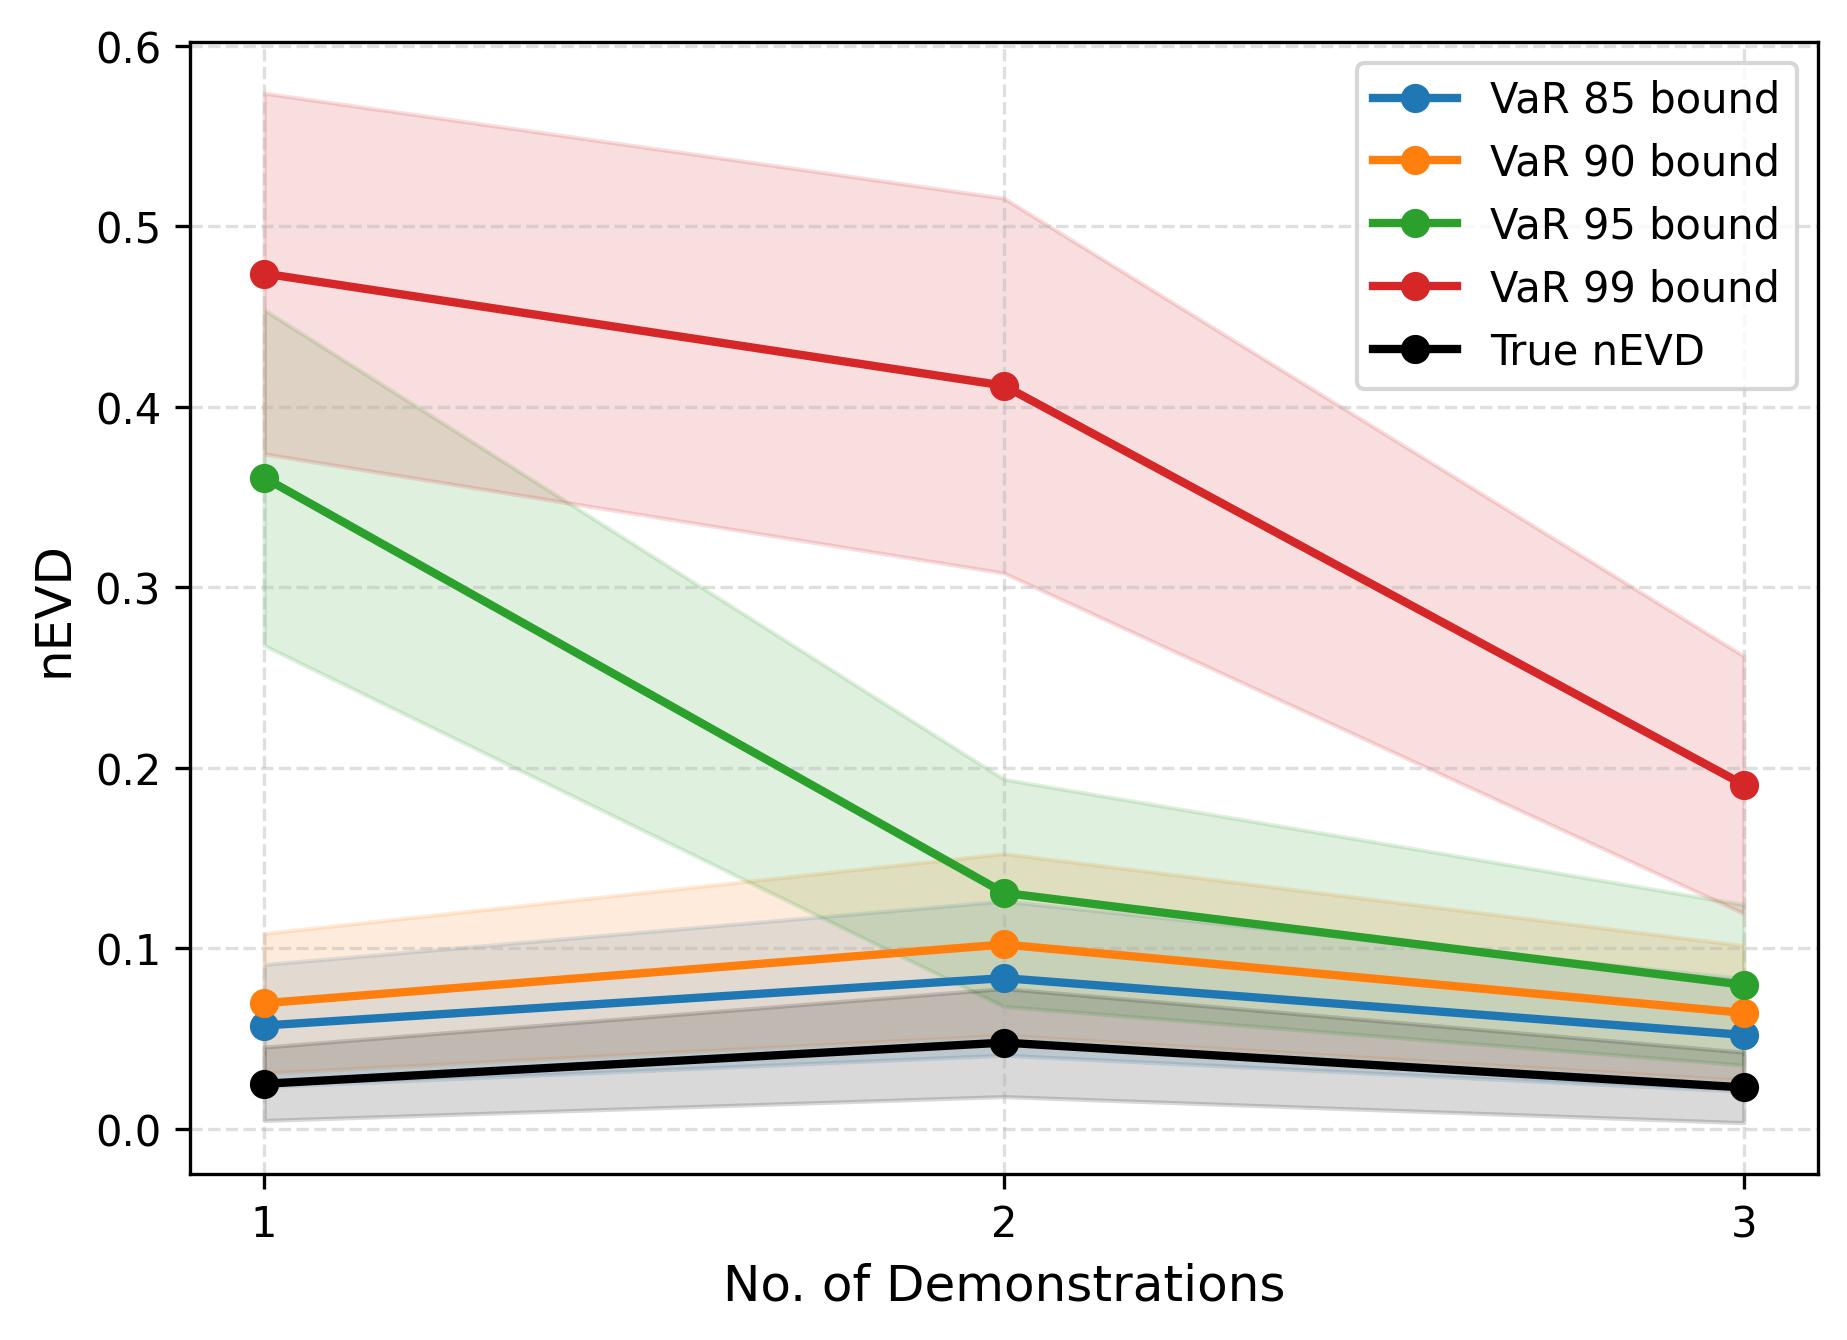 0.6
0.5
0.4
0.3
0.2
0.1
0.0
nEVD
1
2
3
No. of Demonstrations
VaR 85 bound
VaR 90 bound
VaR 95 bound
VaR 99 bound
True nEVD